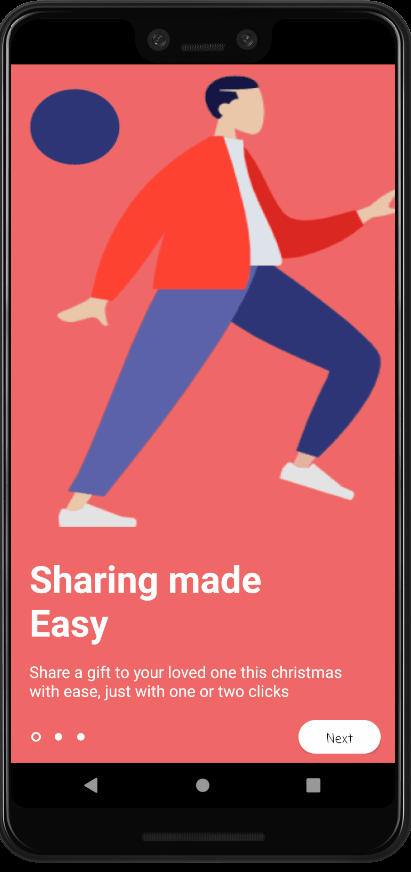 Sharing made
Easy
Share a gift to your loved one this christmas
with ease, just with one or two clicks
Next